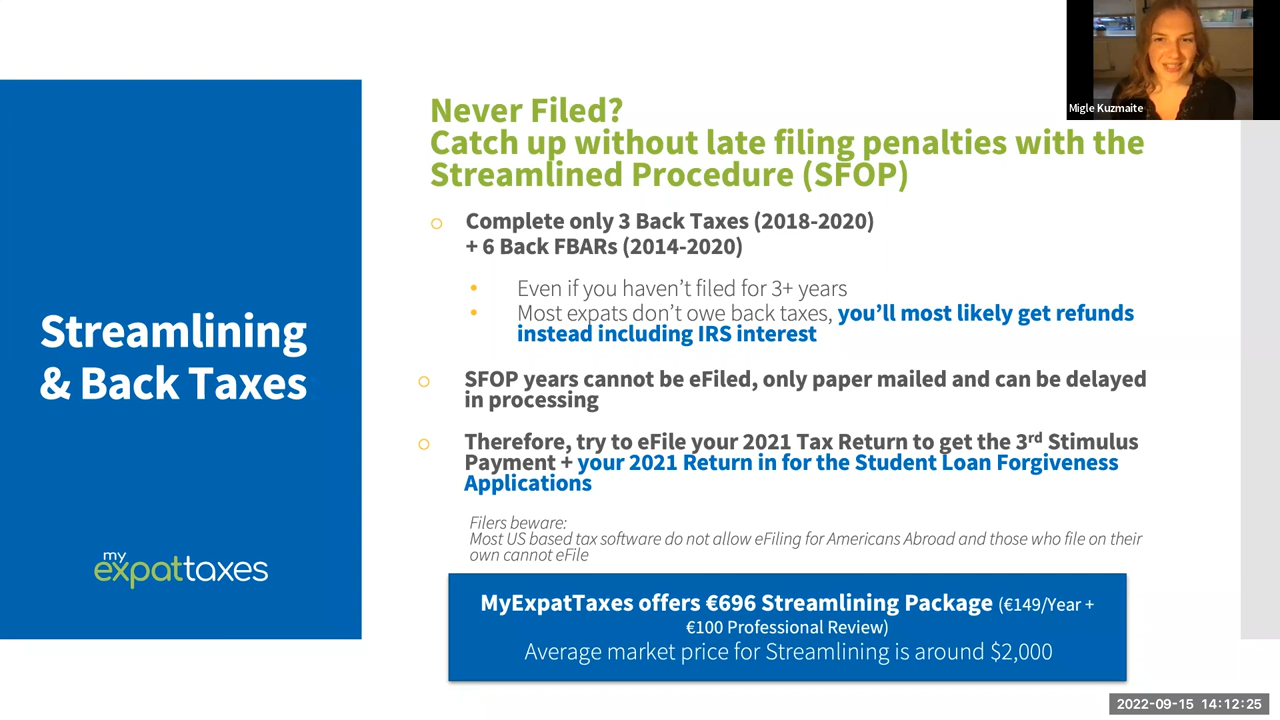 Migle Kuzmaite
Never Filed?
Catch up without late filing penalties with the
Streamlined Procedure (SFOP)
Complete only 3 Back Taxes (2018-2020)
+ 6 Back FBARs (2014-2020)
Even if you haven’t filed for 3+ years
Most expats don’t owe back taxes, you’ll most likely get refunds
instead including IRS interest
SFOP years cannot be eFiled, only paper mailed and can be delayed
in processing
Therefore, try to eFile your 2021 Tax Return to get the 3rd Stimulus
Payment + your 2021 Return in for the Student Loan Forgiveness
Applications
Filers beware:
Most US based tax software do not allow eFiling for Americans Abroad and those who file on their
own cannot eFile
MyExpatTaxes offers €696 Streamlining Package (€149/Year +
€100 Professional Review)
Average market price for Streamlining is around $2,000
Streamlining
& Back Taxes
my
expattaxes
2022-09-15 14:12:25